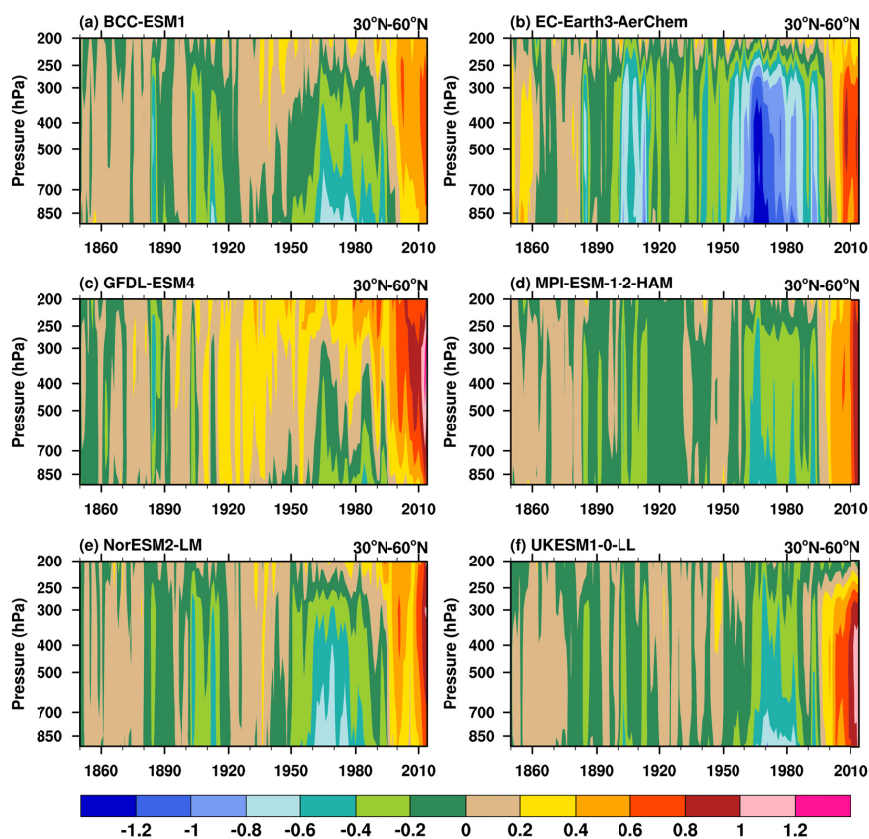 (a) BCC-ESM1 30°N-60°N
(b) EC-Earth3-AerChem 30°N-60°N
Pressure (hPa)
200
250
300
400
500
700
850
1860 1890 1920 1950 1980 2010
Pressure (hPa)
200
250
300
400
500
700
850
1860 1890 1920 1950 1980 2010
(c) GFDL-ESM4 30°N-60°N
(d) MPI-ESM-1-2-HAM 30°N-60°N
Pressure (hPa)
200
250
300
400
500
700
850
1860 1890 1920 1950 1980 2010
Pressure (hPa)
200
250
300
400
500
700
850
1860 1890 1920 1950 1980 2010
(e) NorESM2-LM 30°N-60°N
(f) UKESM1-0-LL 30°N-60°N
Pressure (hPa)
200
250
300
400
500
700
850
1860 1890 1920 1950 1980 2010
Pressure (hPa)
200
250
300
400
500
700
850
1860 1890 1920 1950 1980 2010
-1.2 -1 -0.8 -0.6 -0.4 -0.2 0 0.2 0.4 0.6 0.8 1 1.2